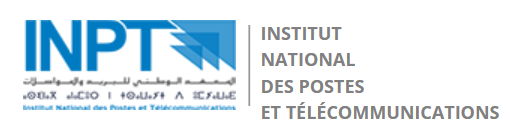 INPT
المعهد الوطني للبريد والمواصلات
Institut National des Postes et Télécommunications
INSTITUT
NATIONAL
DES POSTES
ET TÉLÉCOMMUNICATIONS